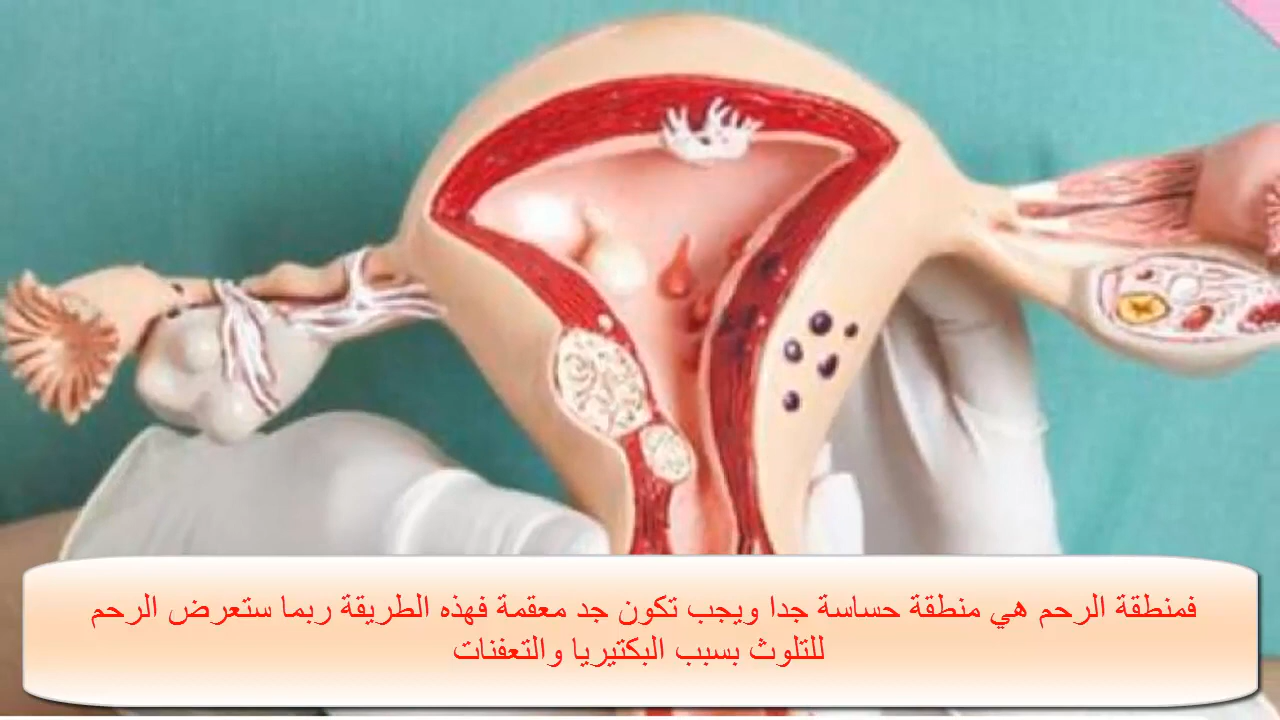 فمنطقة الرحم هي منطقة حساسة جدا ويجب تكون جد معقمة فهذه الطريقة ربما ستعرض الرحم
للتلوث بسبب البكتيريا والتعفنات